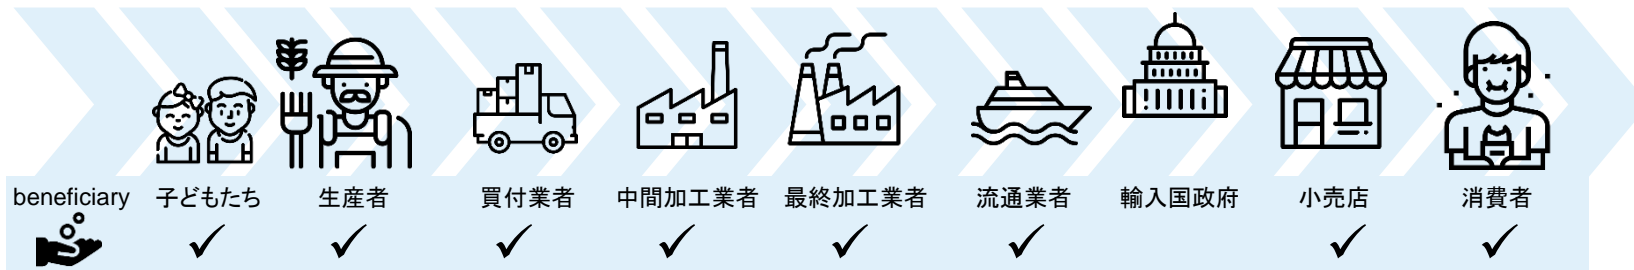 beneficiary 子どもたち 生産者 買付業者 中間加工業者 最終加工業者 流通業者 輸入国政府 小売店 消費者
✓ ✓ ✓ ✓ ✓ ✓ ✓ ✓